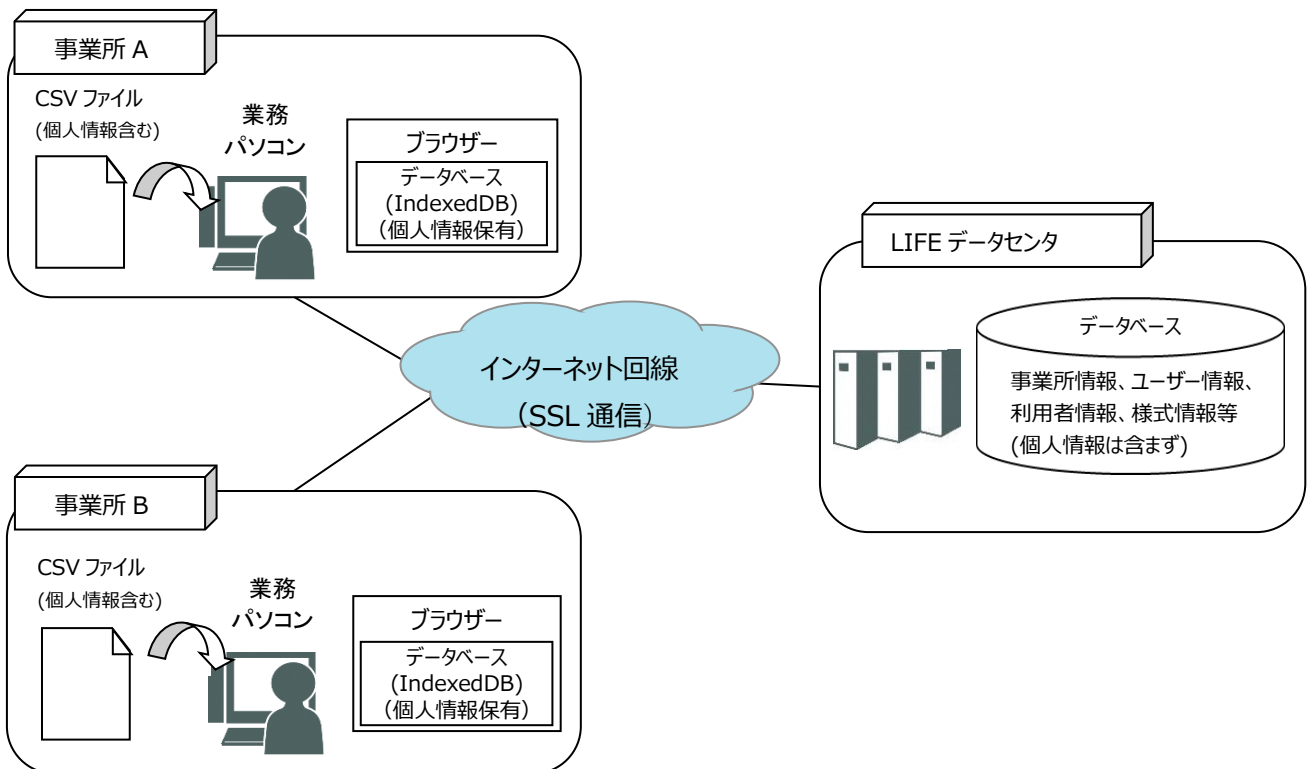 事業所 A
CSV ファイル
(個人情報含む)
業務
パソコン
ブラウザー
データベース
(IndexedDB)
（個人情報保有）
インターネット回線
（SSL 通信）
LIFE データセンタ
データベース
事業所情報、ユーザー情報、
利用者情報、様式情報等
(個人情報は含まず)
事業所 B
CSV ファイル
(個人情報含む)
業務
パソコン
ブラウザー
データベース
(IndexedDB)
（個人情報保有）